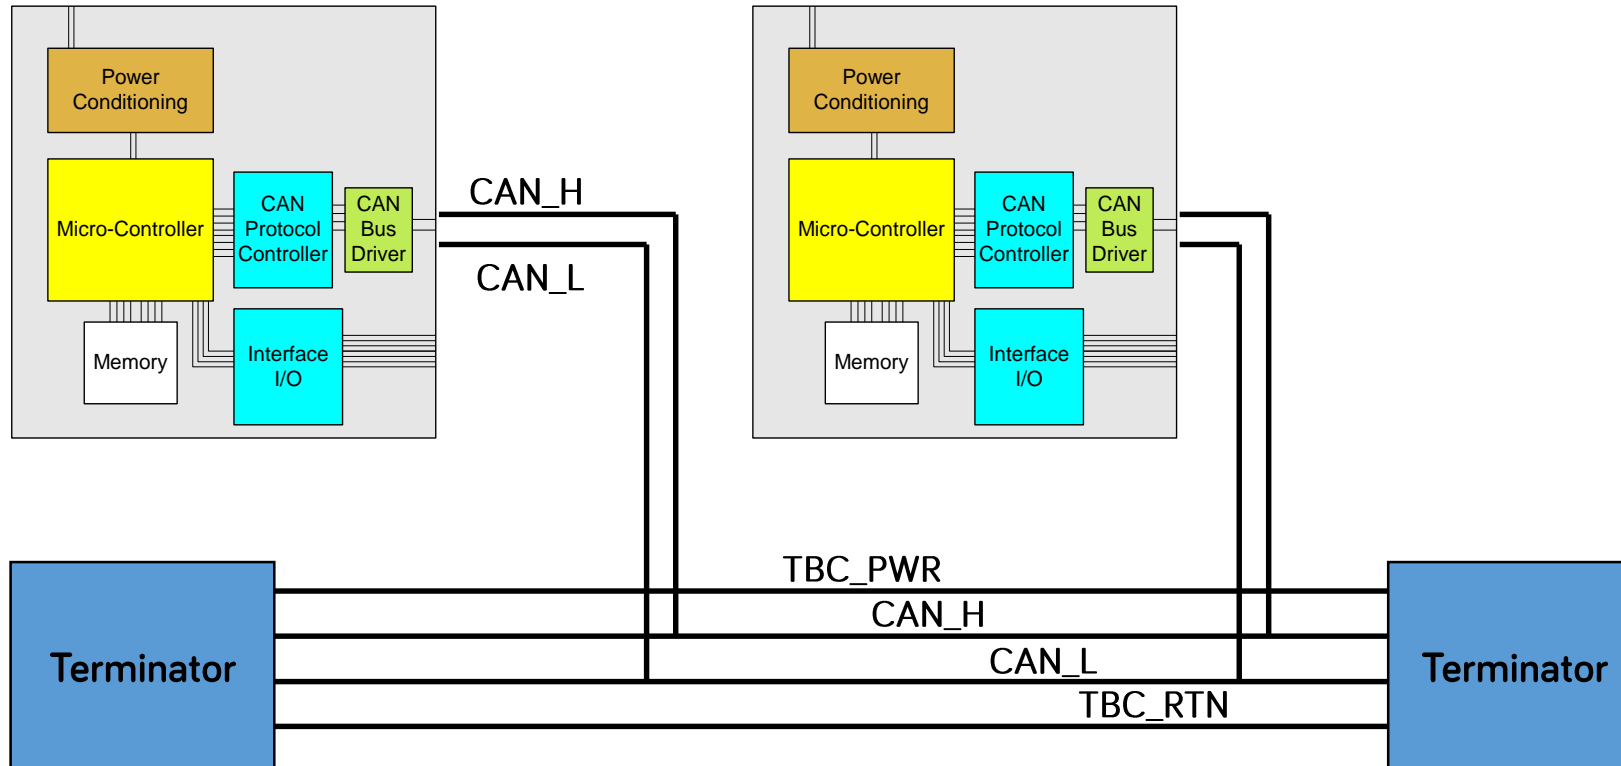 Power
Conditioning
Micro-Controller
CAN
Protocol
Controller
CAN
Bus
Driver
Memory
Interface
I/O
CAN_H
CAN_L
Power
Conditioning
Micro-Controller
CAN
Protocol
Controller
CAN
Bus
Driver
Memory
Interface
I/O
Terminator
TBC_PWR
CAN_H
CAN_L
TBC_RTN
Terminator